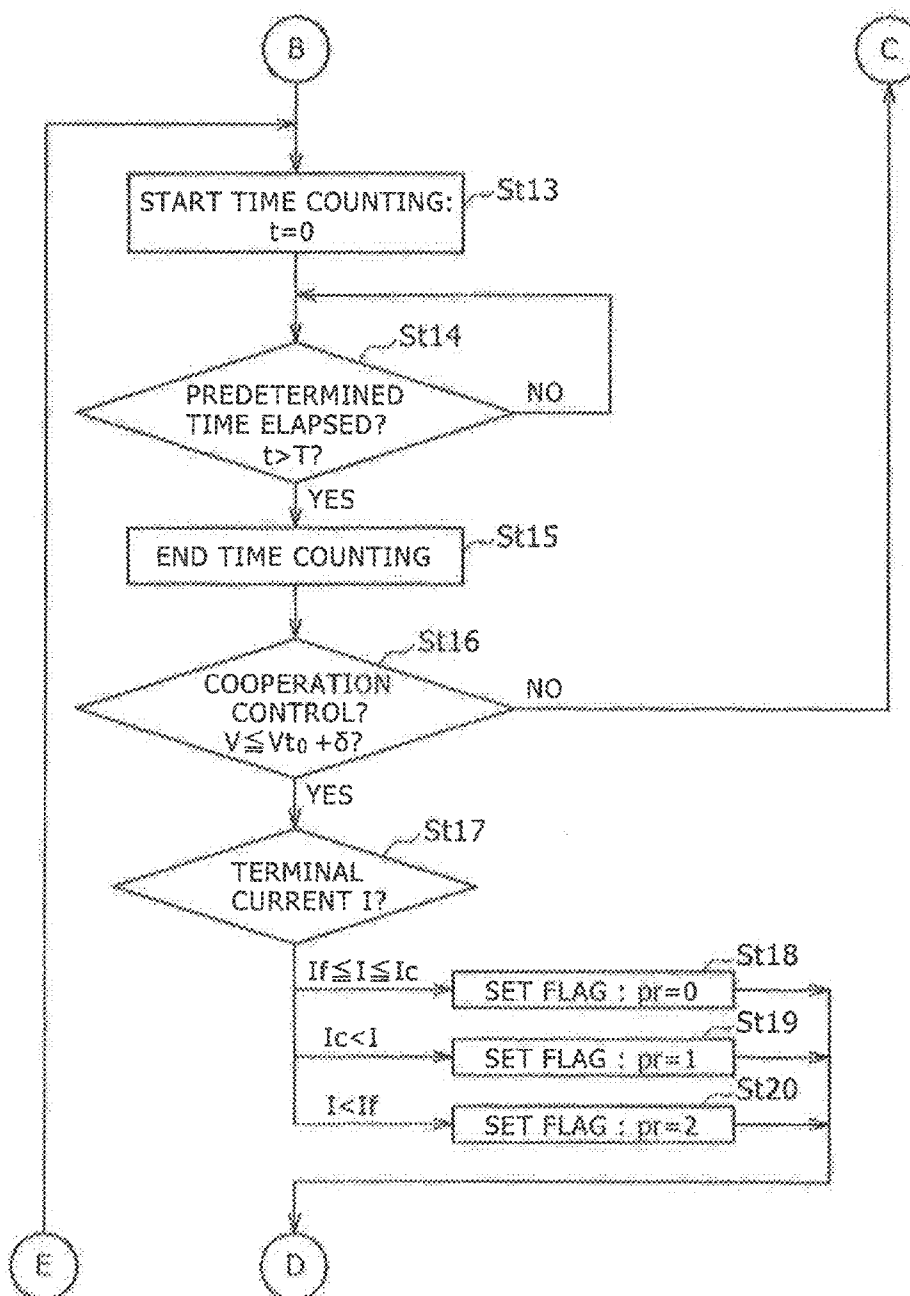 B
C
START TIME COUNTING:
t=0
St13
St14
PREDETERMINED
TIME ELAPSED?
t>T?
NO
YES
END TIME COUNTING
St15
St16
COOPERATION
CONTROL?
V≦Vt₀ +δ?
NO
YES
St17
TERMINAL
CURRENT I?
If≦I≦Ic
St18
SET FLAG : pr=0
Ic<I
St19
SET FLAG : pr=1
I<If
St20
SET FLAG : pr=2
E
D